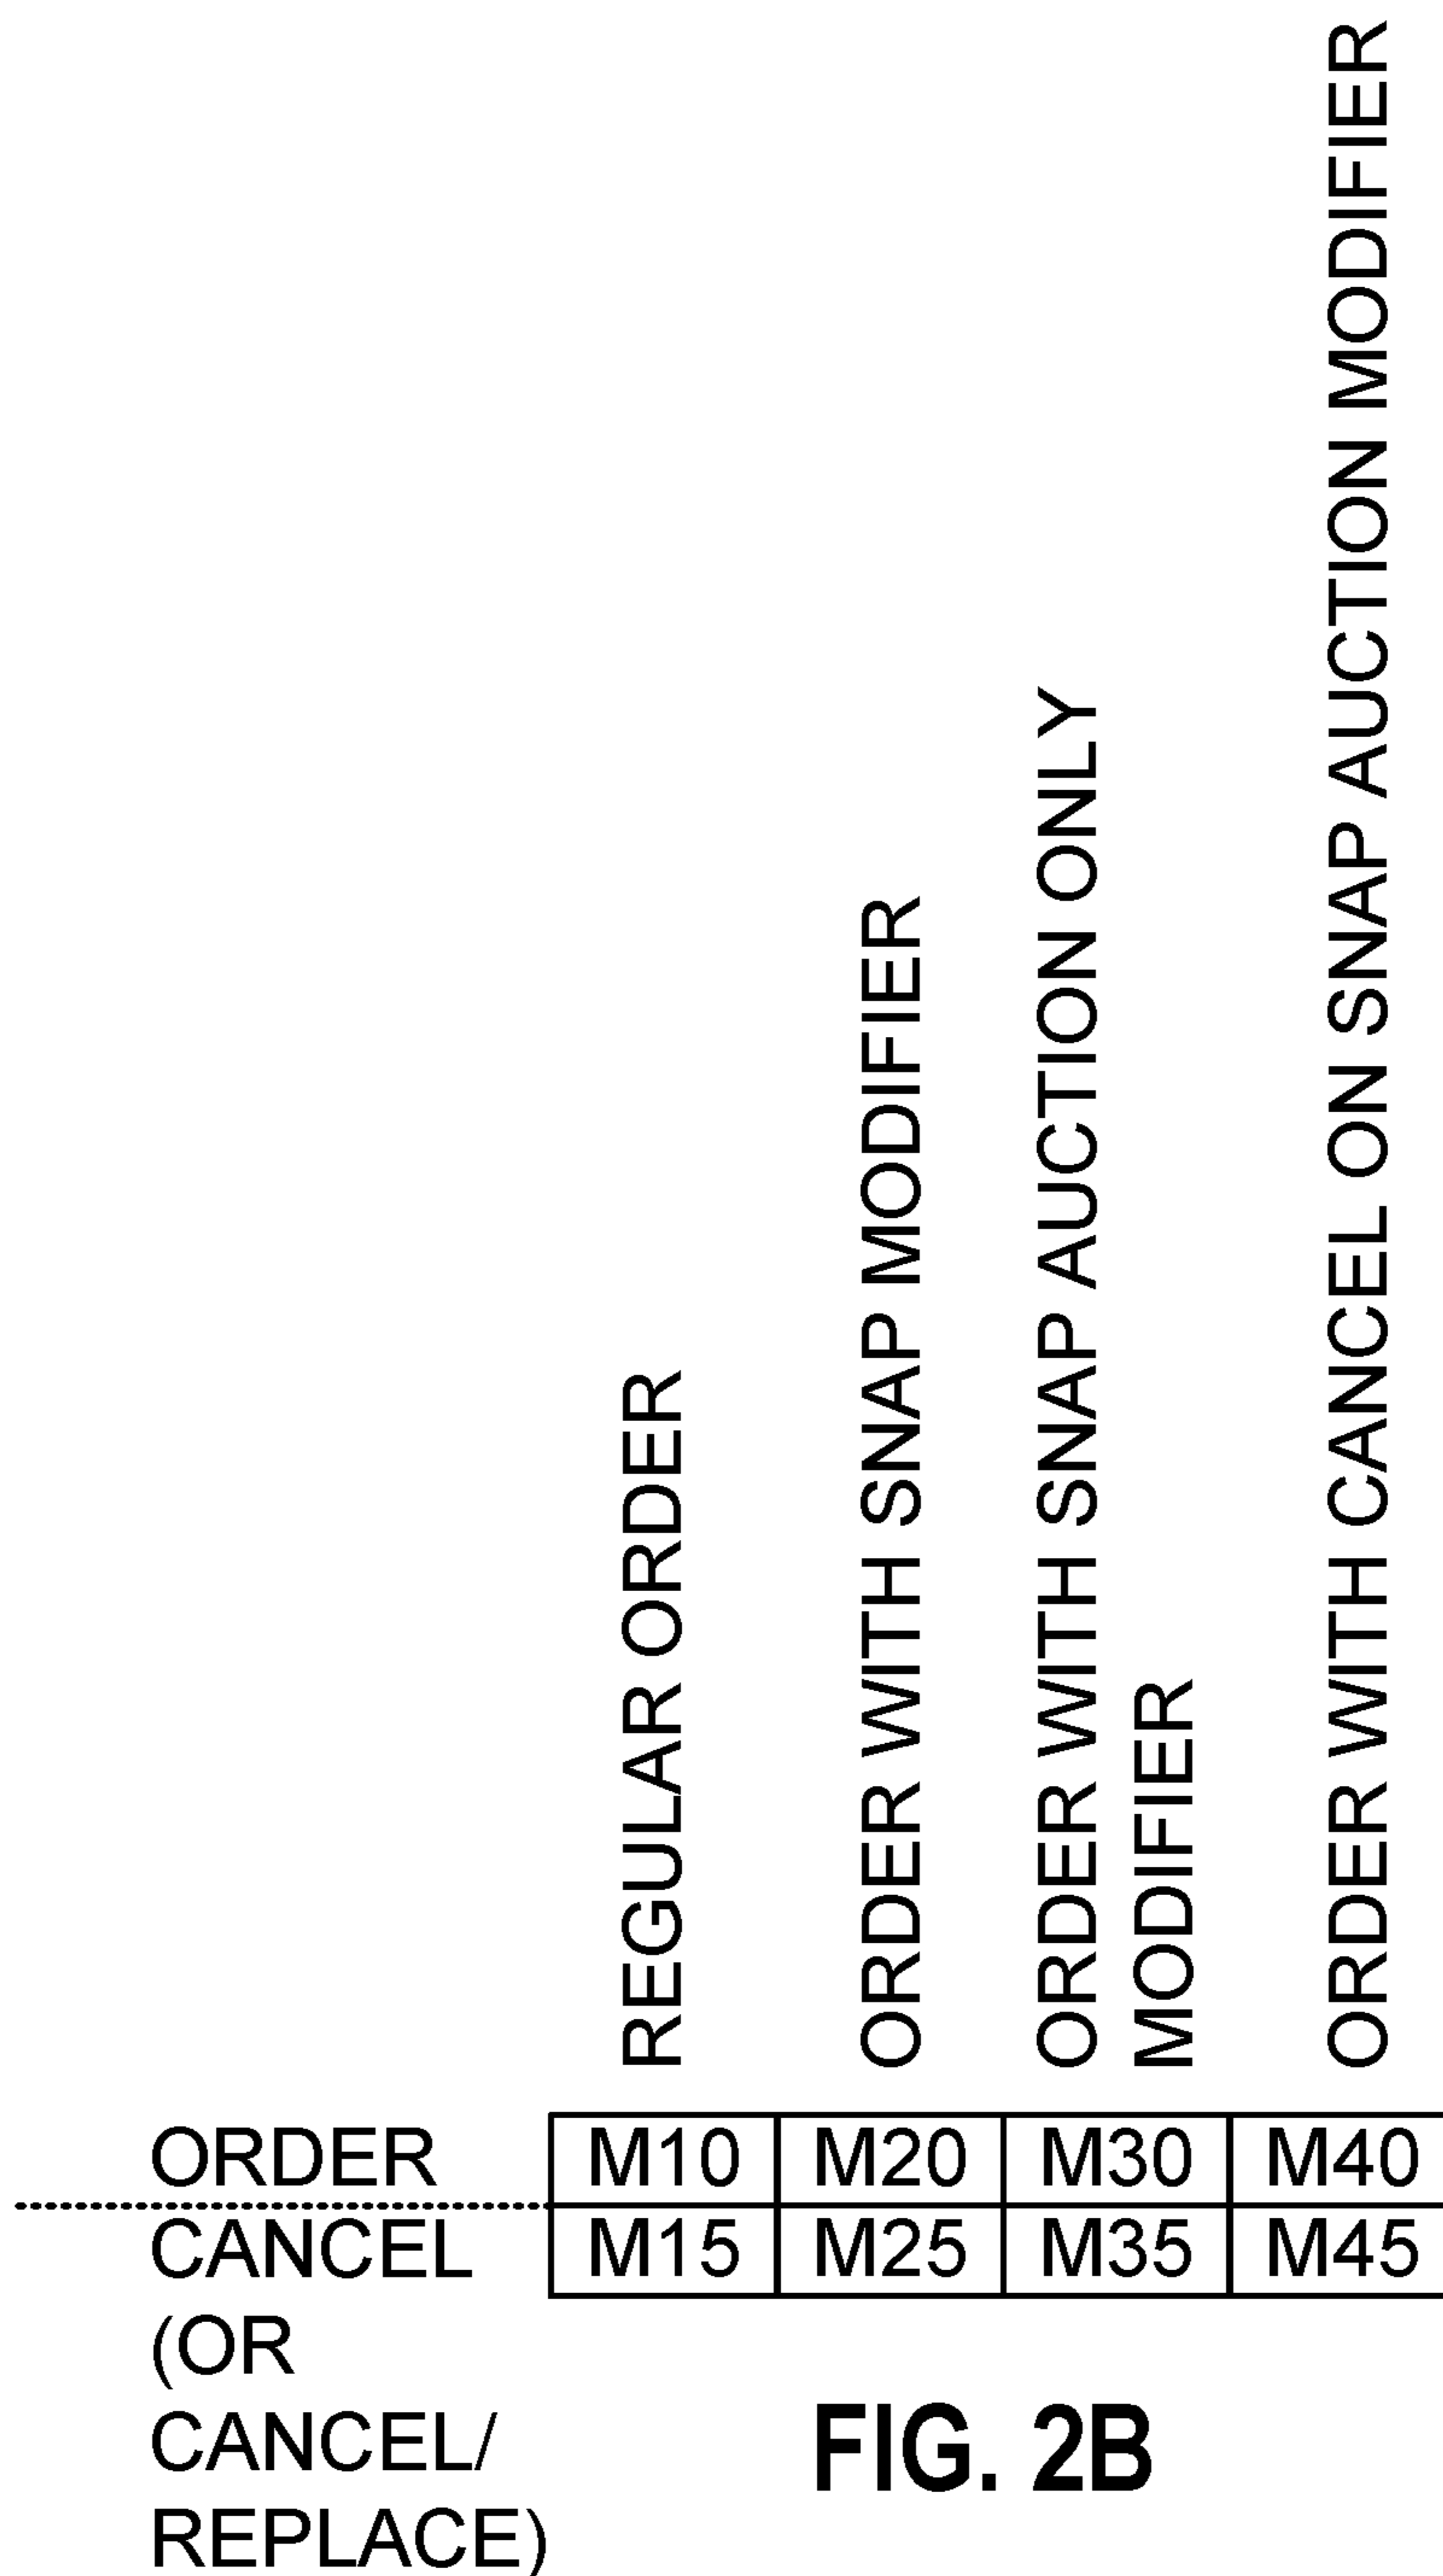 REGULAR ORDER
ORDER WITH SNAP MODIFIER
ORDER WITH SNAP AUCTION ONLY
MODIFIER
ORDER WITH CANCEL ON SNAP AUCTION MODIFIER
ORDER M10 M20 M30 M40
CANCEL M15 M25 M35 M45
(OR
CANCEL/
REPLACE)
FIG. 2B